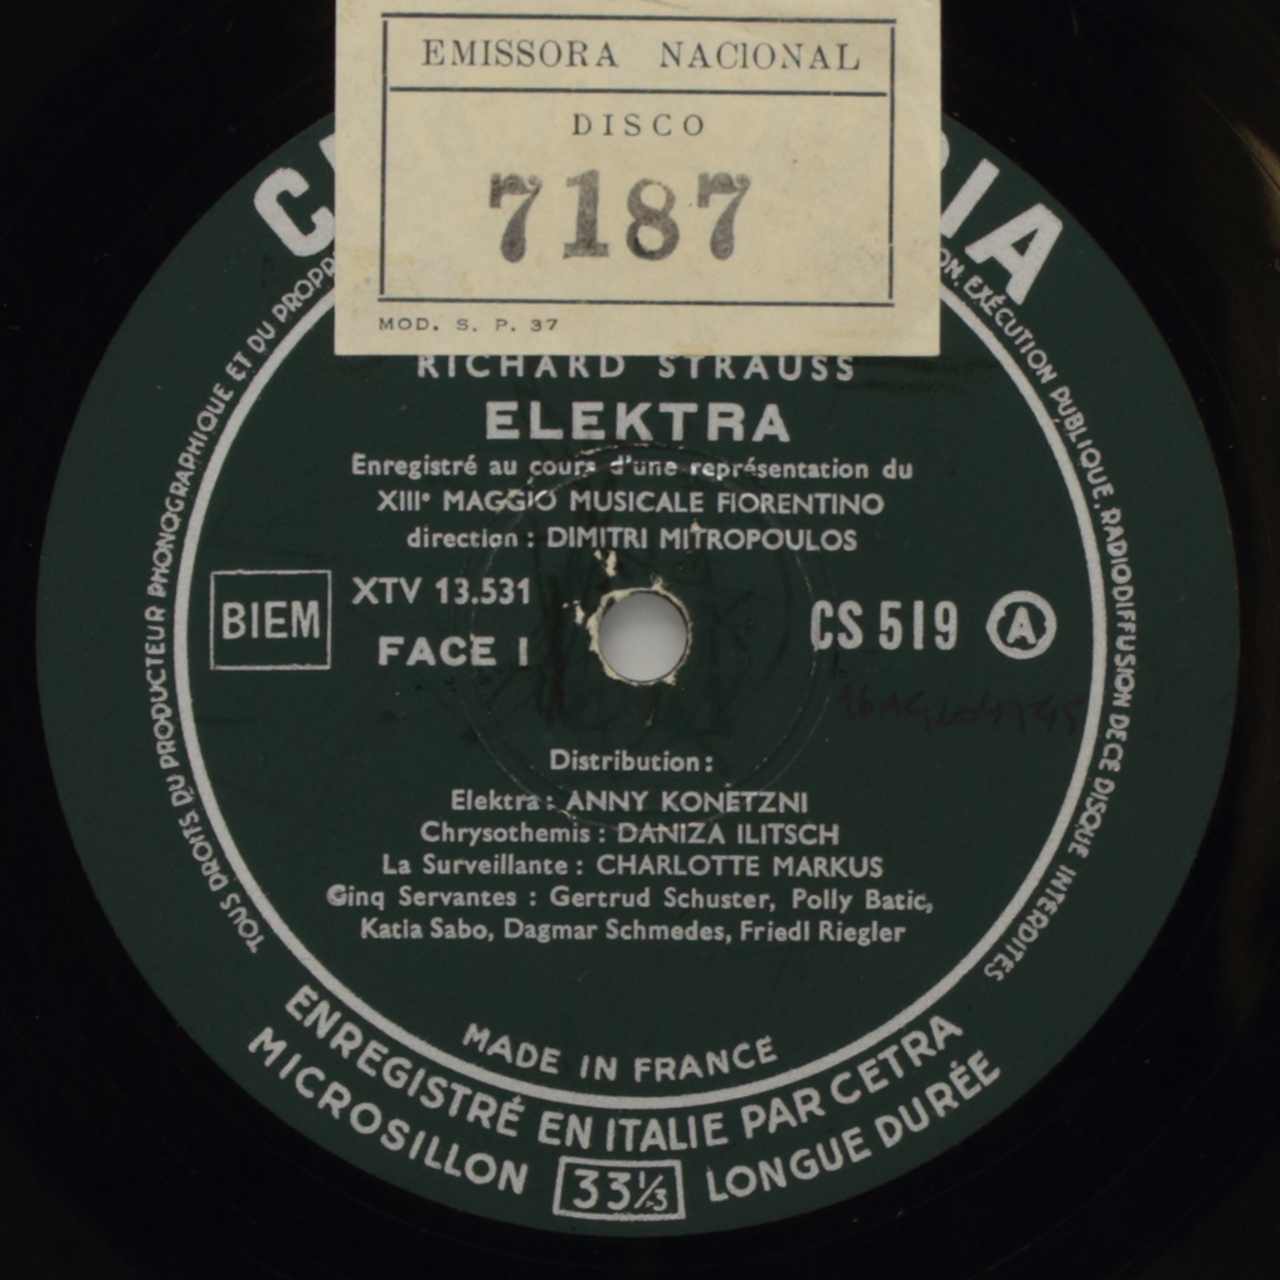 EMISSORA NACIONAL
DISCO
7187
MOD. S. P. 37
RICHARD STRAUSS
ELEKTRA
Enregistré au cours d'une représentation du
XIIIe MAGGIO MUSICALE FIORENTINO
direction : DIMITRI MITROPOULOS
BIEM
XTV 13.531
FACE I
CS 519 A
Distribution :
Elektra : ANNY KONETZNI
Chrysothemis : DANIZA ILITSCH
La Surveillante : CHARLOTTE MARKUS
Cinq Servantes : Gertrud Schuster, Polly Batic,
Katia Sabo, Dagmar Schmedes, Friedl Riegler
MADE IN FRANCE
ENREGISTRÉ EN ITALIE PAR CETRA
MICROSILLON 33⅓ LONGUE DURÉE
TOUS DROITS DU PRODUCTEUR PHONOGRAPHIQUE ET DU
EXÉCUTION PUBLIQUE, RADIODIFFUSION DE CE DISQUE INTERDITES